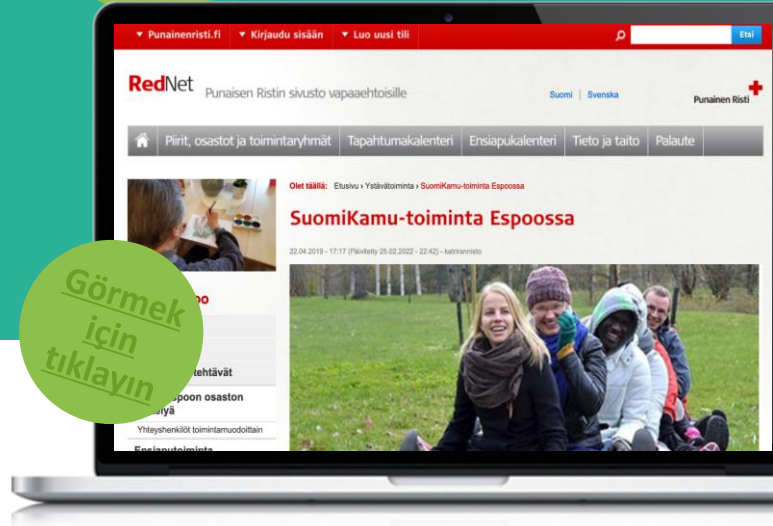 Punainenristi.fi Kirjaudu sisään Luo uusi tili Etsi
RedNet Punaisen Ristin sivusto vapaaehtoisille
Suomi | Svenska
Punainen Risti
Piirit, osastot ja toimintaryhmät Tapahtumakalenteri Ensiapukalenteri Tieto ja taito Palaute
Olet täällä: Etusivu › Ystävätoiminta › SuomiKamu-toiminta Espoossa
SuomiKamu-toiminta Espoossa
22.04.2019 - 17:17 (Päivitetty 25.02.2022 - 22:42) - katrirannisto
Görmek
için
tıklayın
tehtävät
osaston
Yhteyshenkilöt toimintamuodoittain
Ensiaputoiminta